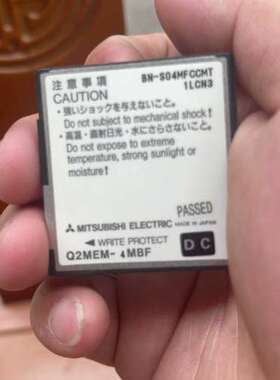 注意事項
BN-S04MFCCMT
CAUTION
1LCN3
・強いショックを与えないこと。
Do not subject to mechanical shock!
・高温・直射日光・水にさらさないこと。
Do not expose to extreme
temperature, strong sunlight or
moisture!
PASSED
MITSUBISHI ELECTRIC MADE IN JAPAN
◀ WRITE PROTECT
DC
Q2MEM- 4MBF